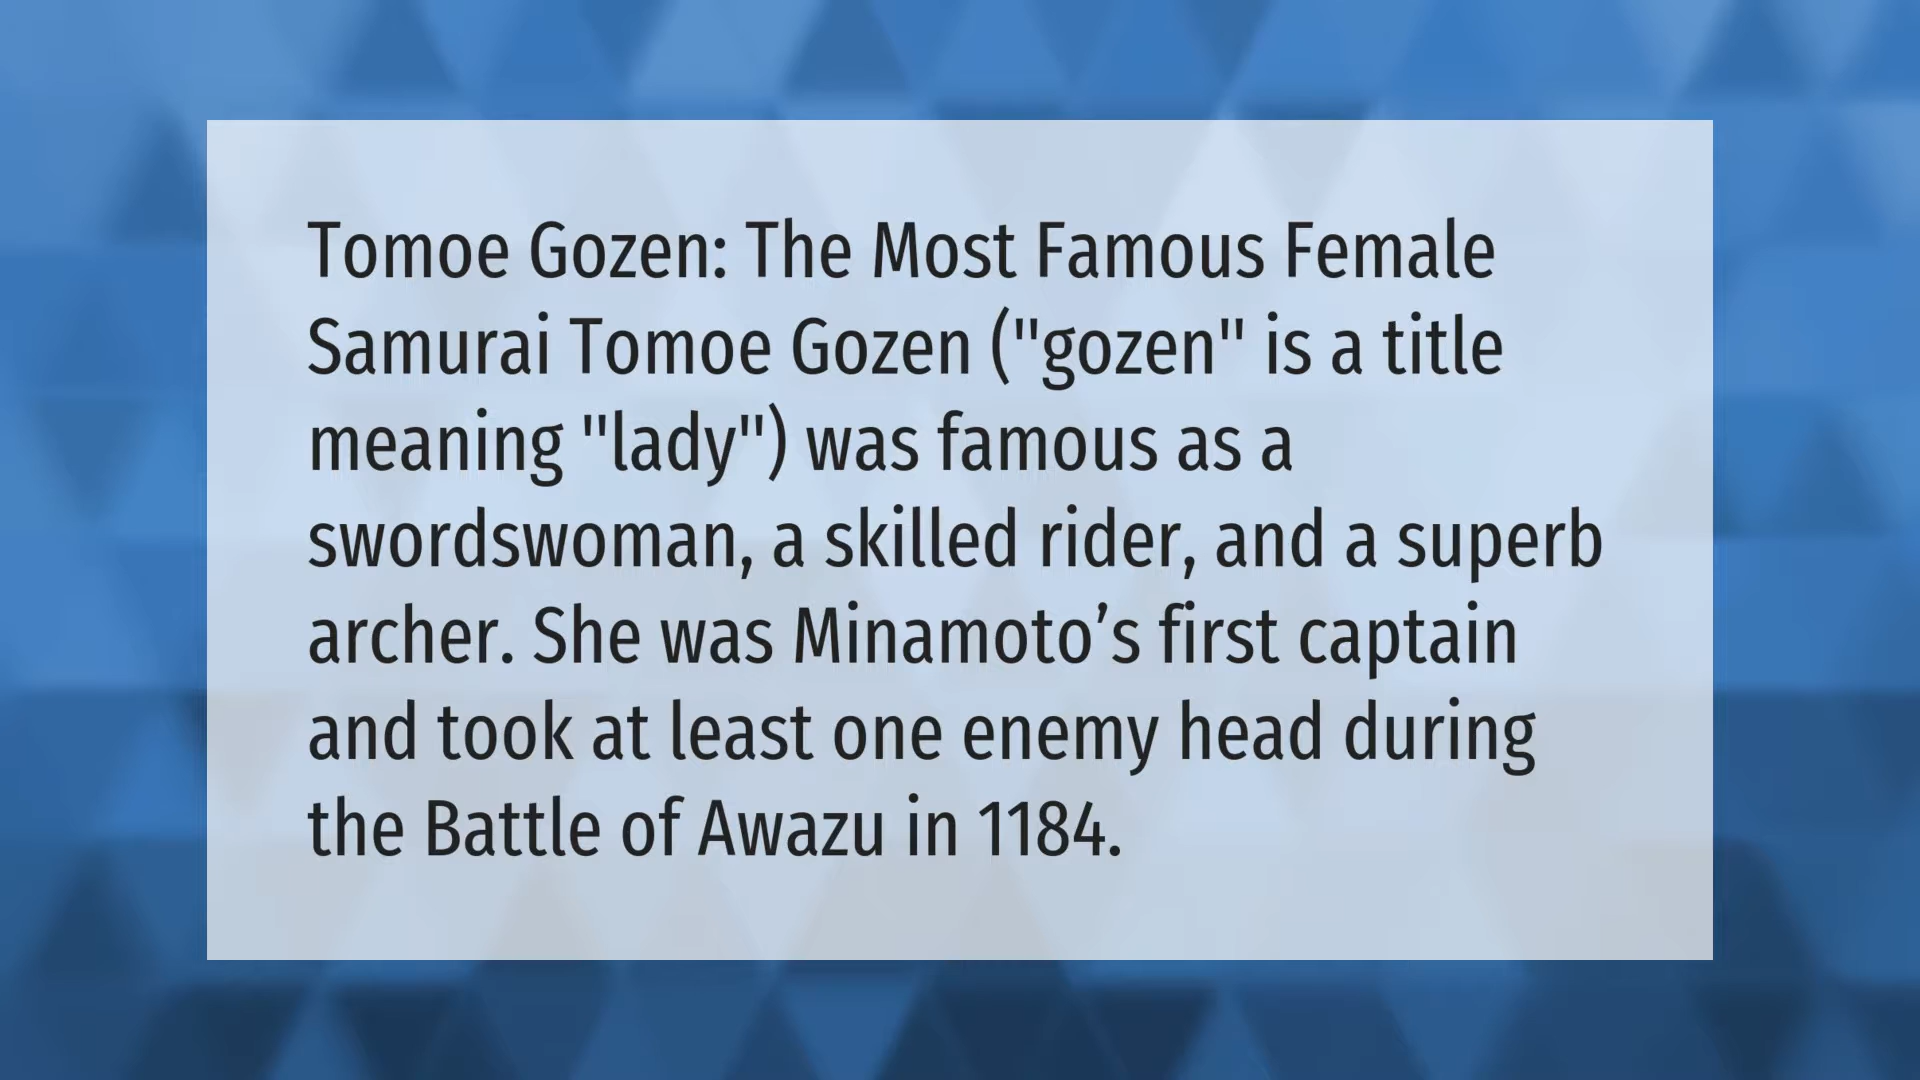 Tomoe Gozen: The Most Famous Female
Samurai Tomoe Gozen ("gozen" is a title
meaning "lady") was famous as a
swordswoman, a skilled rider, and a superb
archer. She was Minamoto’s first captain
and took at least one enemy head during
the Battle of Awazu in 1184.